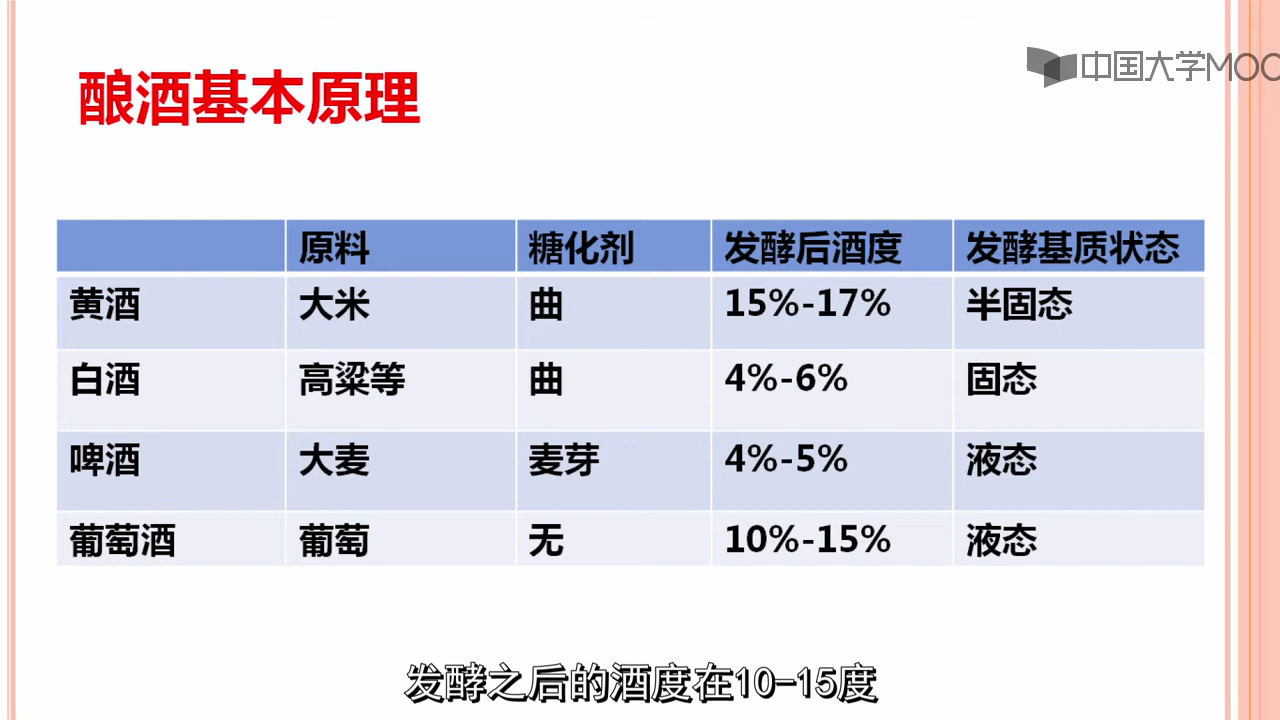 中国大学MOO
酿酒基本原理
原料 糖化剂 发酵后酒度 发酵基质状态
黄酒 大米 曲 15%-17% 半固态
白酒 高粱等 曲 4%-6% 固态
啤酒 大麦 麦芽 4%-5% 液态
葡萄酒 葡萄 无 10%-15% 液态
发酵之后的酒度在10-15度